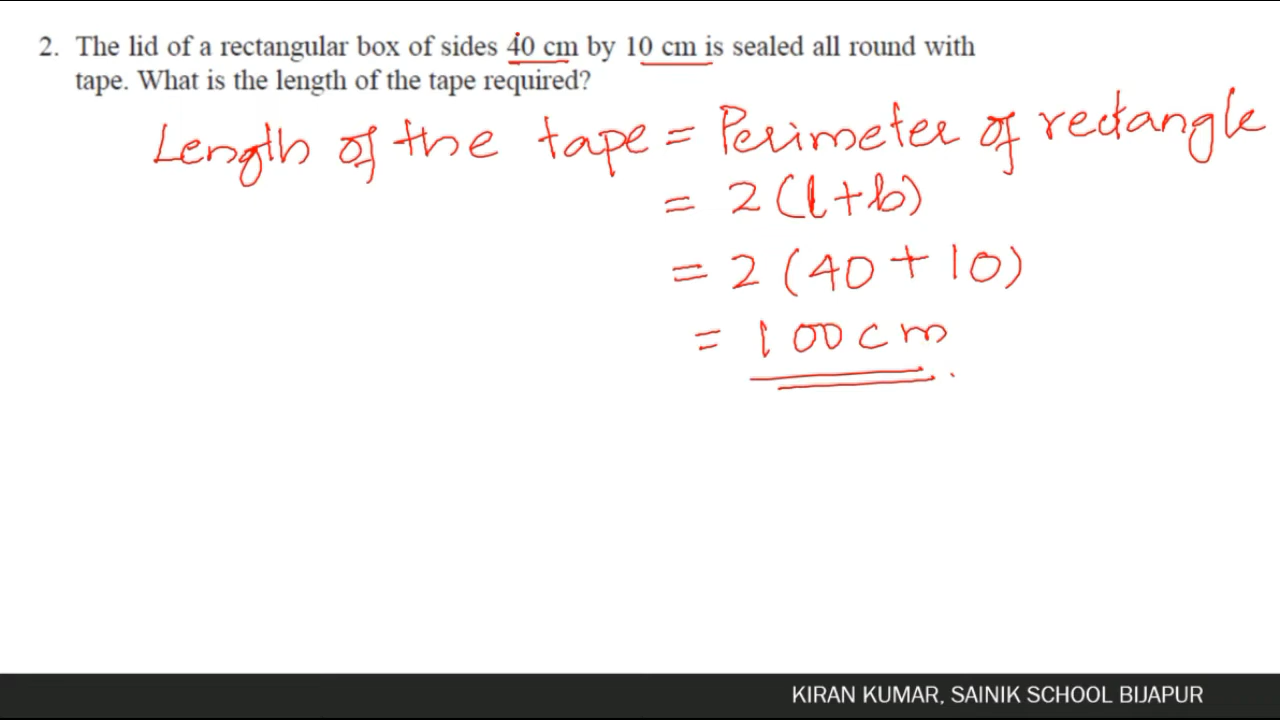 2. The lid of a rectangular box of sides 40 cm by 10 cm is sealed all round with
tape. What is the length of the tape required?
Length of the tape = Perimeter of rectangle
= 2(l+b)
= 2 (40 + 10)
= 100 cm
KIRAN KUMAR, SAINIK SCHOOL BIJAPUR